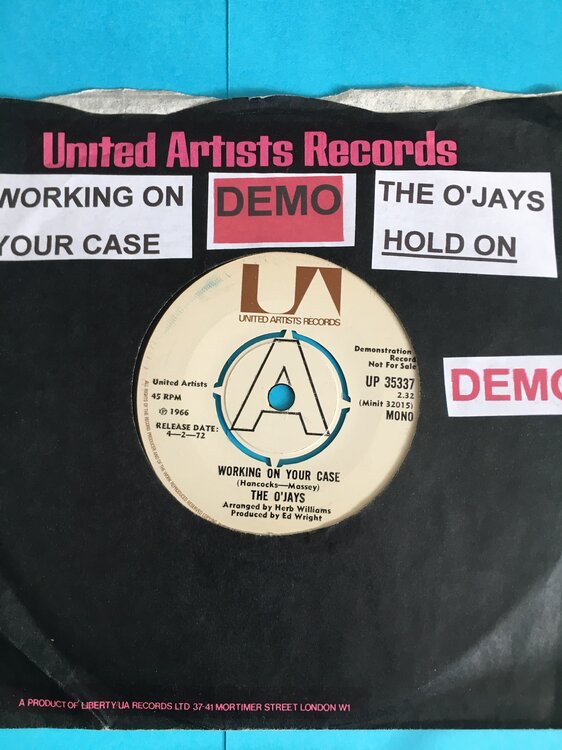 United Artists Records
WORKING ON
YOUR CASE
DEMO
THE O'JAYS
HOLD ON
UA
UNITED ARTISTS RECORDS
Demonstration
Record
Not For Sale
United Artists
45 RPM
℗ 1966
RELEASE DATE:
4-2-72
A
UP 35337
2.32
(Minit 32015)
MONO
DEMO
WORKING ON YOUR CASE
(Hancocks—Massey)
THE O'JAYS
Arranged by Herb Williams
Produced by Ed Wright
A PRODUCT OF LIBERTY/UA RECORDS LTD 37-41 MORTIMER STREET LONDON W1